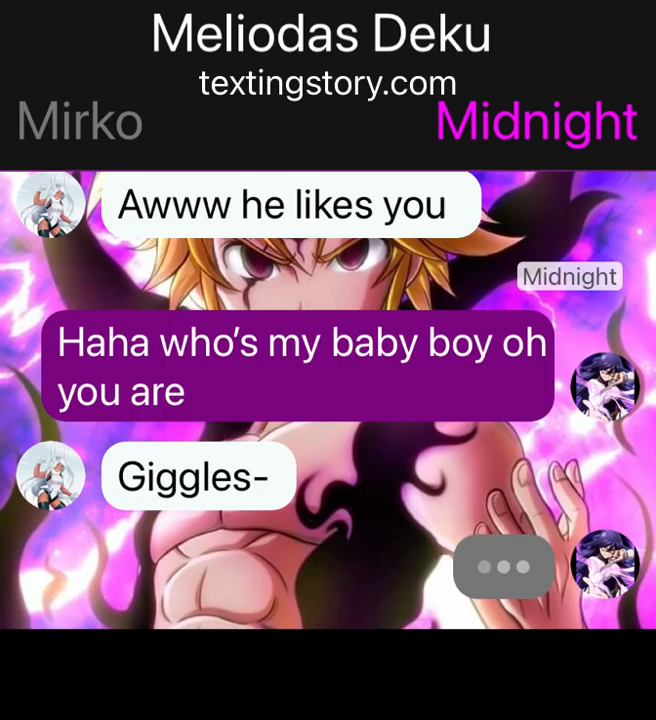 Meliodas Deku
textingstory.com
Mirko Midnight
Awww he likes you
Midnight
Haha who's my baby boy oh
you are
Giggles-